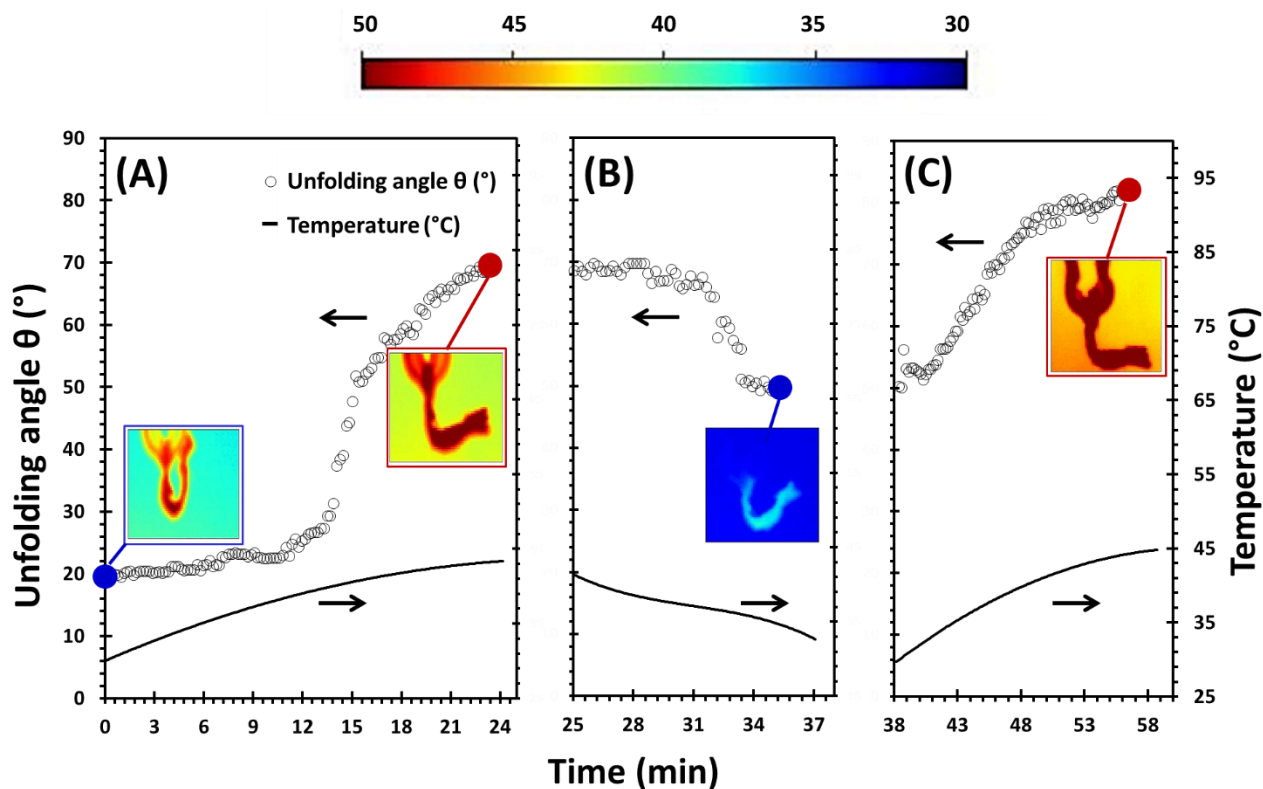 50 45 40 35 30
90
80
70
60
50
40
30
20
10
0
Unfolding angle θ (°)
(A)
Unfolding angle θ (°)
Temperature (°C)
0 3 6 9 12 15 18 21 24
(B)
25 28 31 34 37
(C)
38 43 48 53 58
95
85
75
65
55
45
35
25
Temperature (°C)
Time (min)